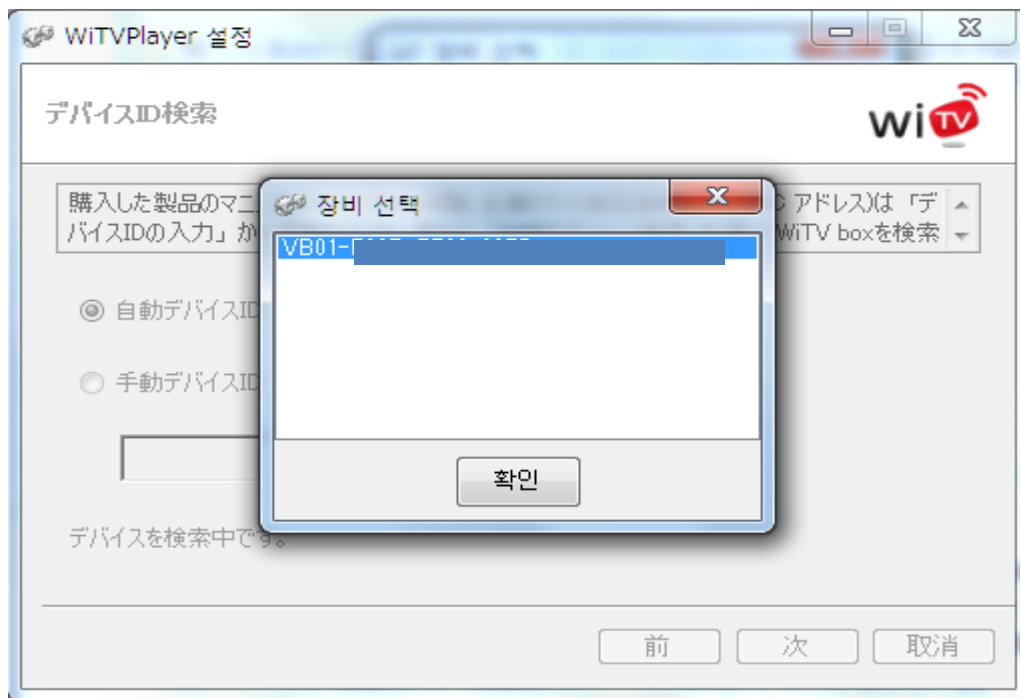 WiTVPlayer 설정
デバイスID検索
wiTV
購入した製品のマニ
アドレス)は 「デ
バイスIDの入力」が
WiTV boxを検索
장비 선택
VB01-
自動デバイスID
手動デバイスID
확인
デバイスを検索中です。
前
次
取消